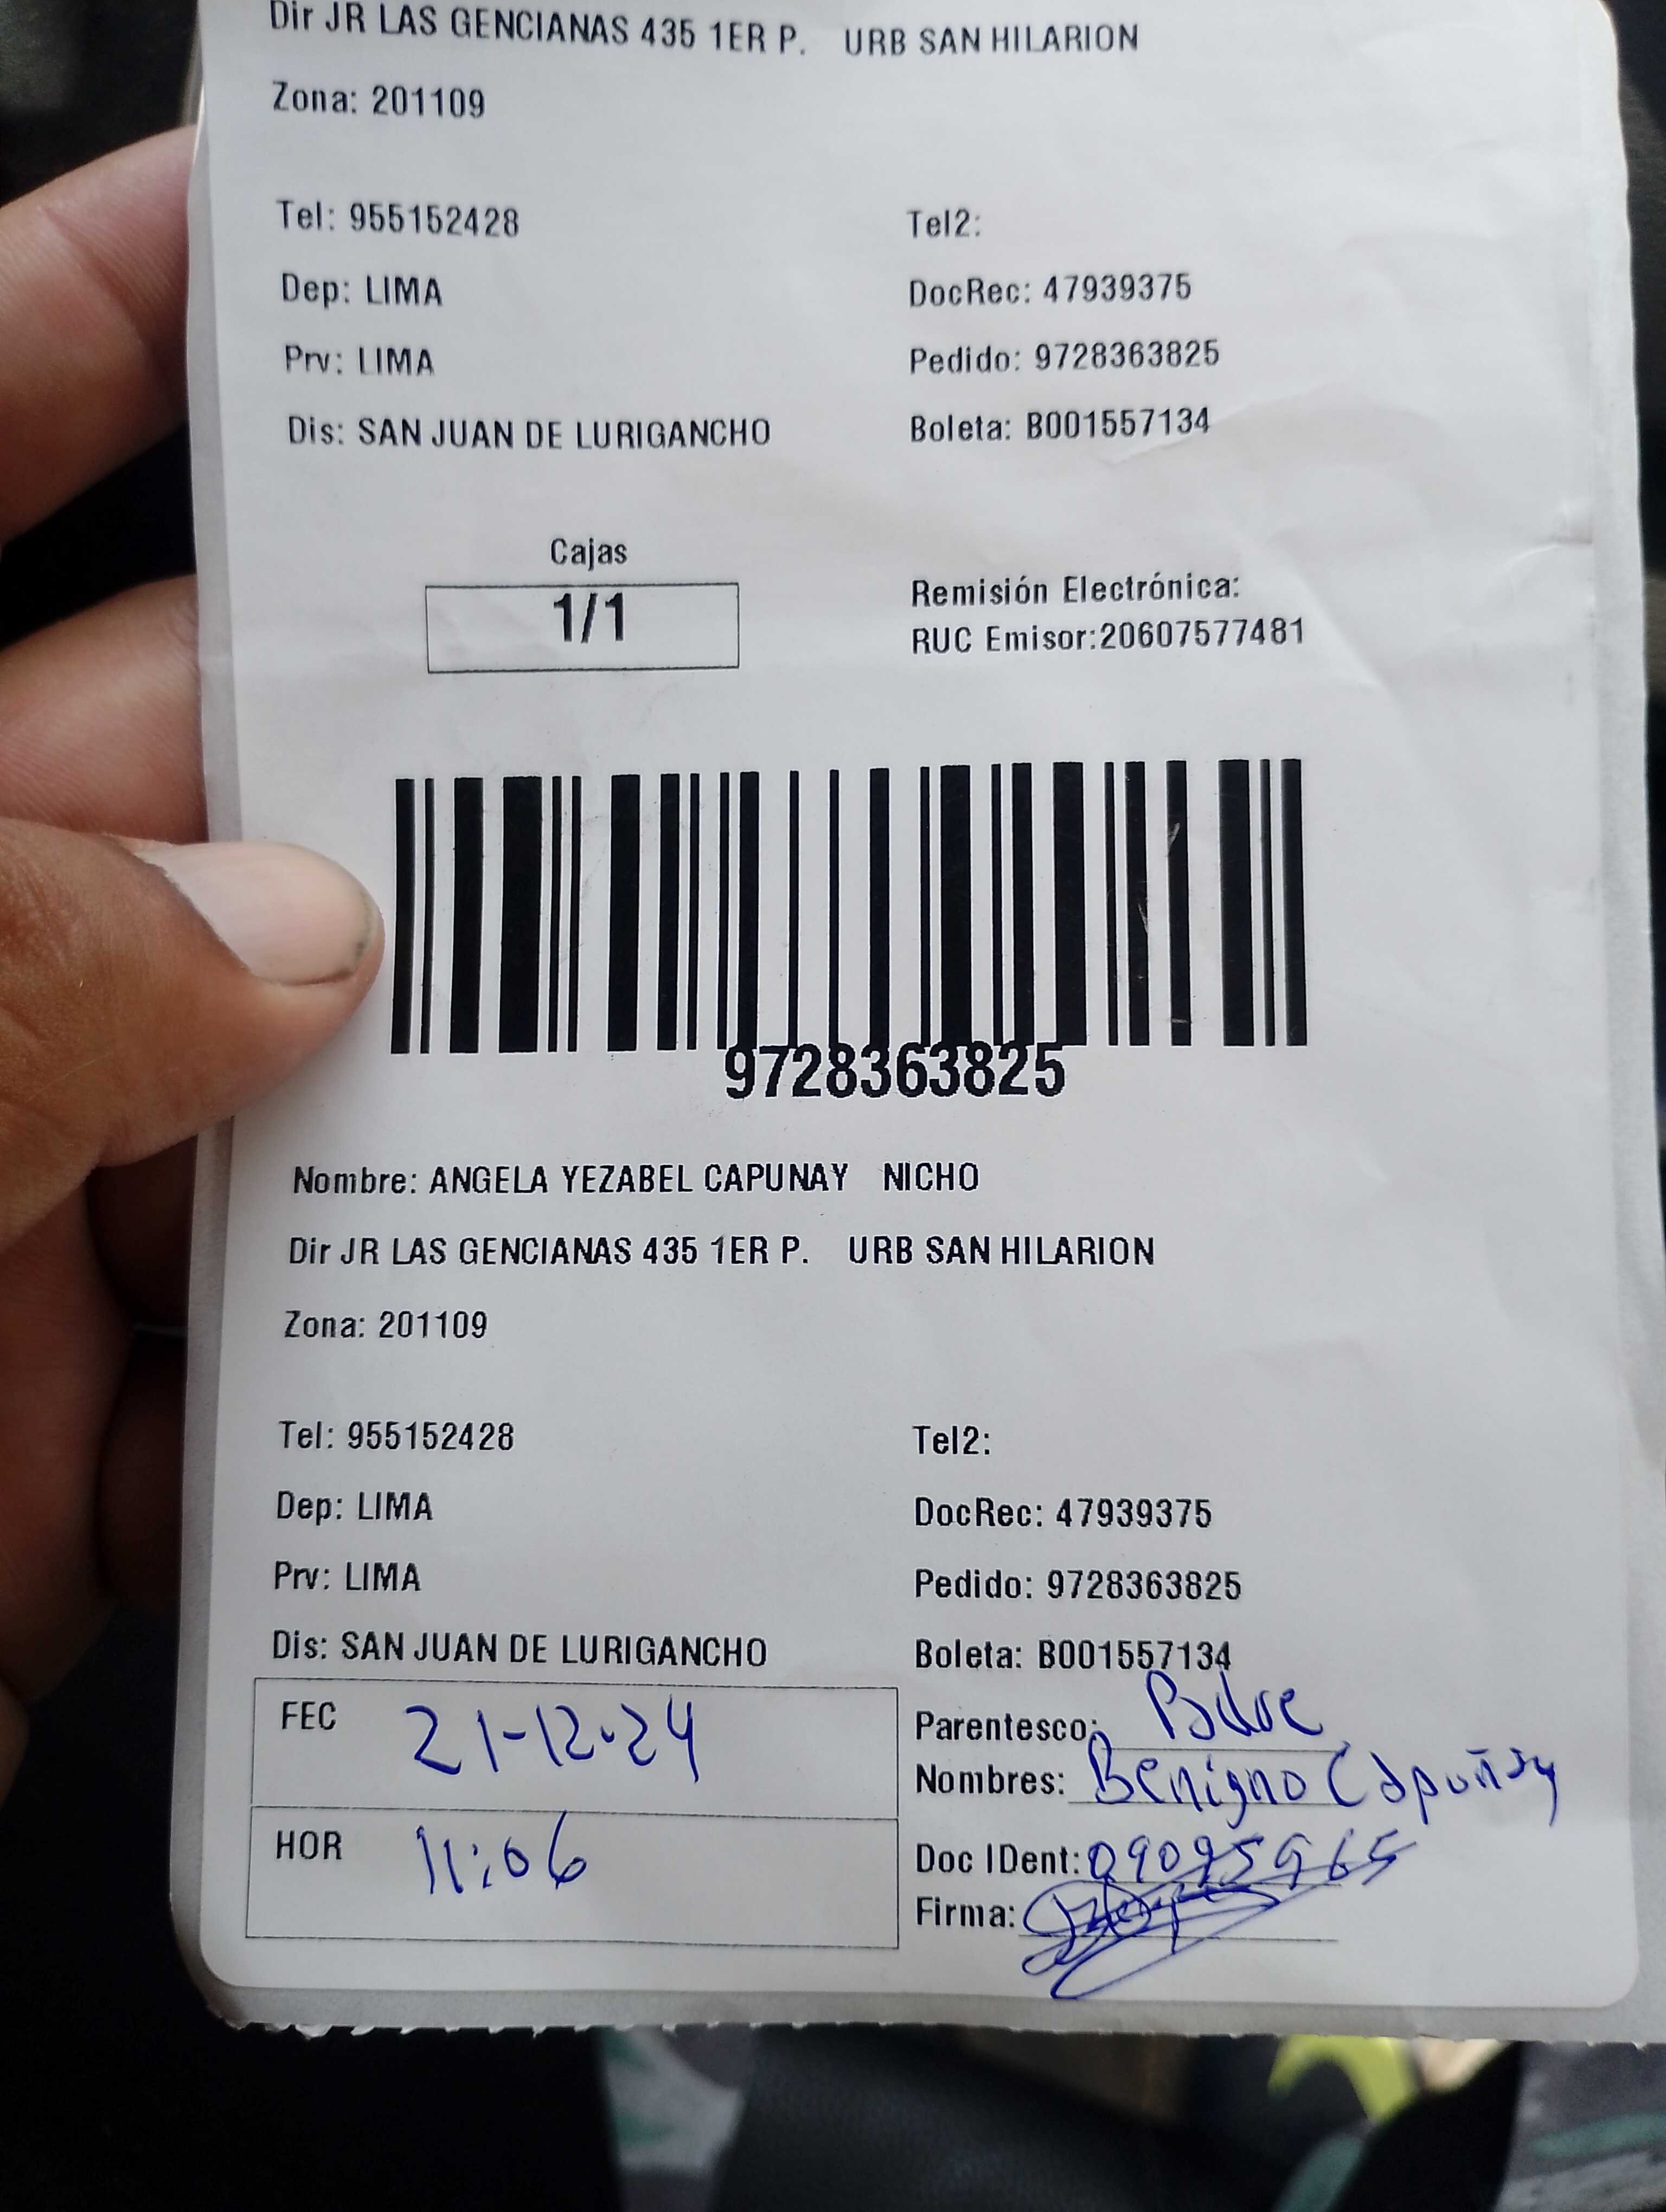 Dir JR LAS GENCIANAS 435 1ER P. URB SAN HILARION
Zona: 201109
Tel: 955152428 Tel2:
Dep: LIMA DocRec: 47939375
Prv: LIMA Pedido: 9728363825
Dis: SAN JUAN DE LURIGANCHO Boleta: B001557134
Cajas
1/1
Remisión Electrónica:
RUC Emisor:20607577481
9728363825
Nombre: ANGELA YEZABEL CAPUNAY NICHO
Dir JR LAS GENCIANAS 435 1ER P. URB SAN HILARION
Zona: 201109
Tel: 955152428 Tel2:
Dep: LIMA DocRec: 47939375
Prv: LIMA Pedido: 9728363825
Dis: SAN JUAN DE LURIGANCHO Boleta: B001557134
FEC 21-12-24
HOR 11:06
Parentesco: Padre
Nombres: Benigno Capuñay
Doc IDent: 09095965
Firma: